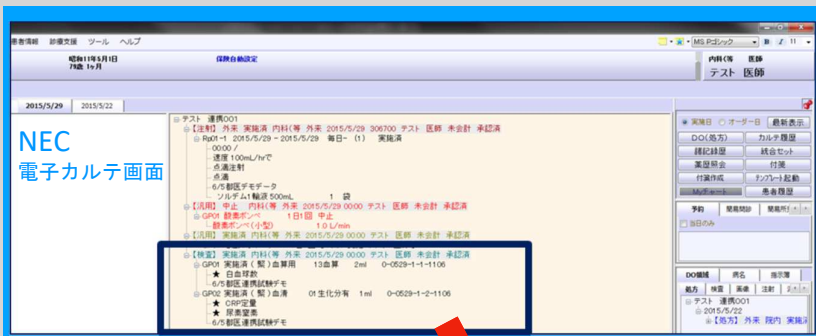 患者情報 診療支援 ツール ヘルプ
MS Pゴシック B I 11
昭和11年5月1日 保険自動設定 内科(等 医師
79歳 1ヶ月 テスト 医師
2015/5/29 2015/5/22
NEC
電子カルテ画面
テスト 連携001
【注射】 外来 実施済 内科(等 外来 2015/5/29 306700 テスト 医師 未会計 承認済
Rp01-1 2015/5/29 - 2015/5/29 毎日- (1) 実施済
00:00 /
速度 100mL/hrで
点滴注射
点滴
6/5都医デモデータ
ソルデム1輸液 500mL 1 袋
【汎用】 中止 内科(等 外来 2015/5/29 00:00 テスト 医師 未会計 承認済
GP01 酸素ボンベ 1日1回 中止
酸素ボンベ(小型) 1 0 L/min
【汎用】 実施済 内科(等 外来 2015/5/29 00:00 テスト 医師 未会計 承認済
【検査】 実施済 内科(等 外来 2015/5/29 00:00 テスト 医師 未会計 承認済
GP01 実施済 ( 緊 ) 血算用 13血算 2ml 0-0529-1-1-1106
★ 白血球数
6/5都医連携試験デモ
GP02 実施済 ( 緊 ) 血清 01生化分有 1ml 0-0529-1-2-1106
★ CRP定量
★ 尿素窒素
6/5都医連携試験デモ
実施日 オーダー日 最新表示
DO(処方) カルテ履歴
諸記録歴 統合セット
薬歴照会 付箋
付箋作成 テンプレート起動
Myチャート 患者履歴
予約 簡易問診 簡易所
当日のみ
DO領域 病名 指示簿
処方 検査 画像 注射
テスト 連携001
2015/5/22
【処方】 外来 院内 実施済